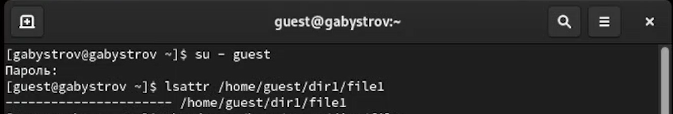 guest@gabystrov:~
[gabystrov@gabystrov ~]$ su - guest
Пароль:
[guest@gabystrov ~]$ lsattr /home/guest/dir1/file1
---------------------- /home/guest/dir1/file1